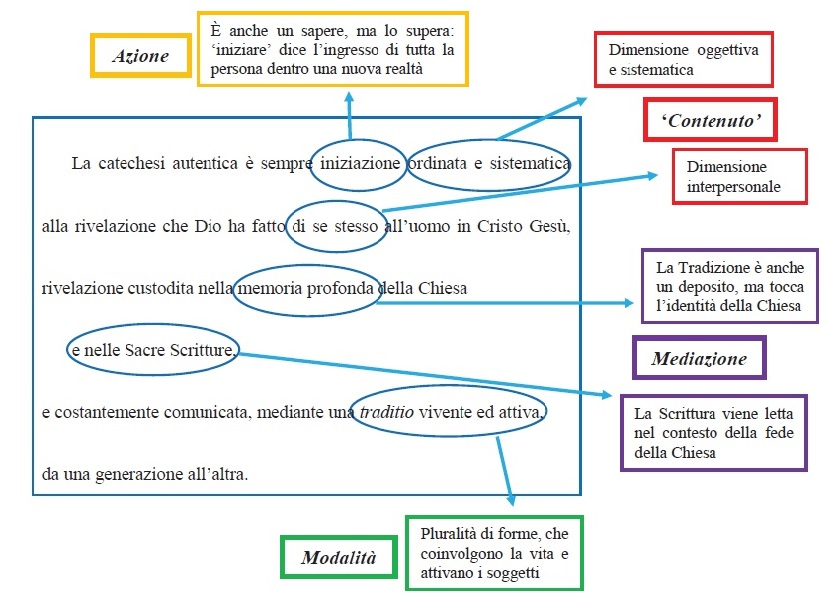 Azione
È anche un sapere, ma lo supera:
‘iniziare’ dice l’ingresso di tutta la
persona dentro una nuova realtà
Dimensione oggettiva
e sistematica
‘Contenuto’
Dimensione
interpersonale
La catechesi autentica è sempre iniziazione ordinata e sistematica
alla rivelazione che Dio ha fatto di se stesso all’uomo in Cristo Gesù,
rivelazione custodita nella memoria profonda della Chiesa
e nelle Sacre Scritture,
e costantemente comunicata, mediante una traditio vivente ed attiva,
da una generazione all’altra.
La Tradizione è anche
un deposito, ma tocca
l’identità della Chiesa
Mediazione
La Scrittura viene letta
nel contesto della fede
della Chiesa
Modalità
Pluralità di forme, che
coinvolgono la vita e
attivano i soggetti